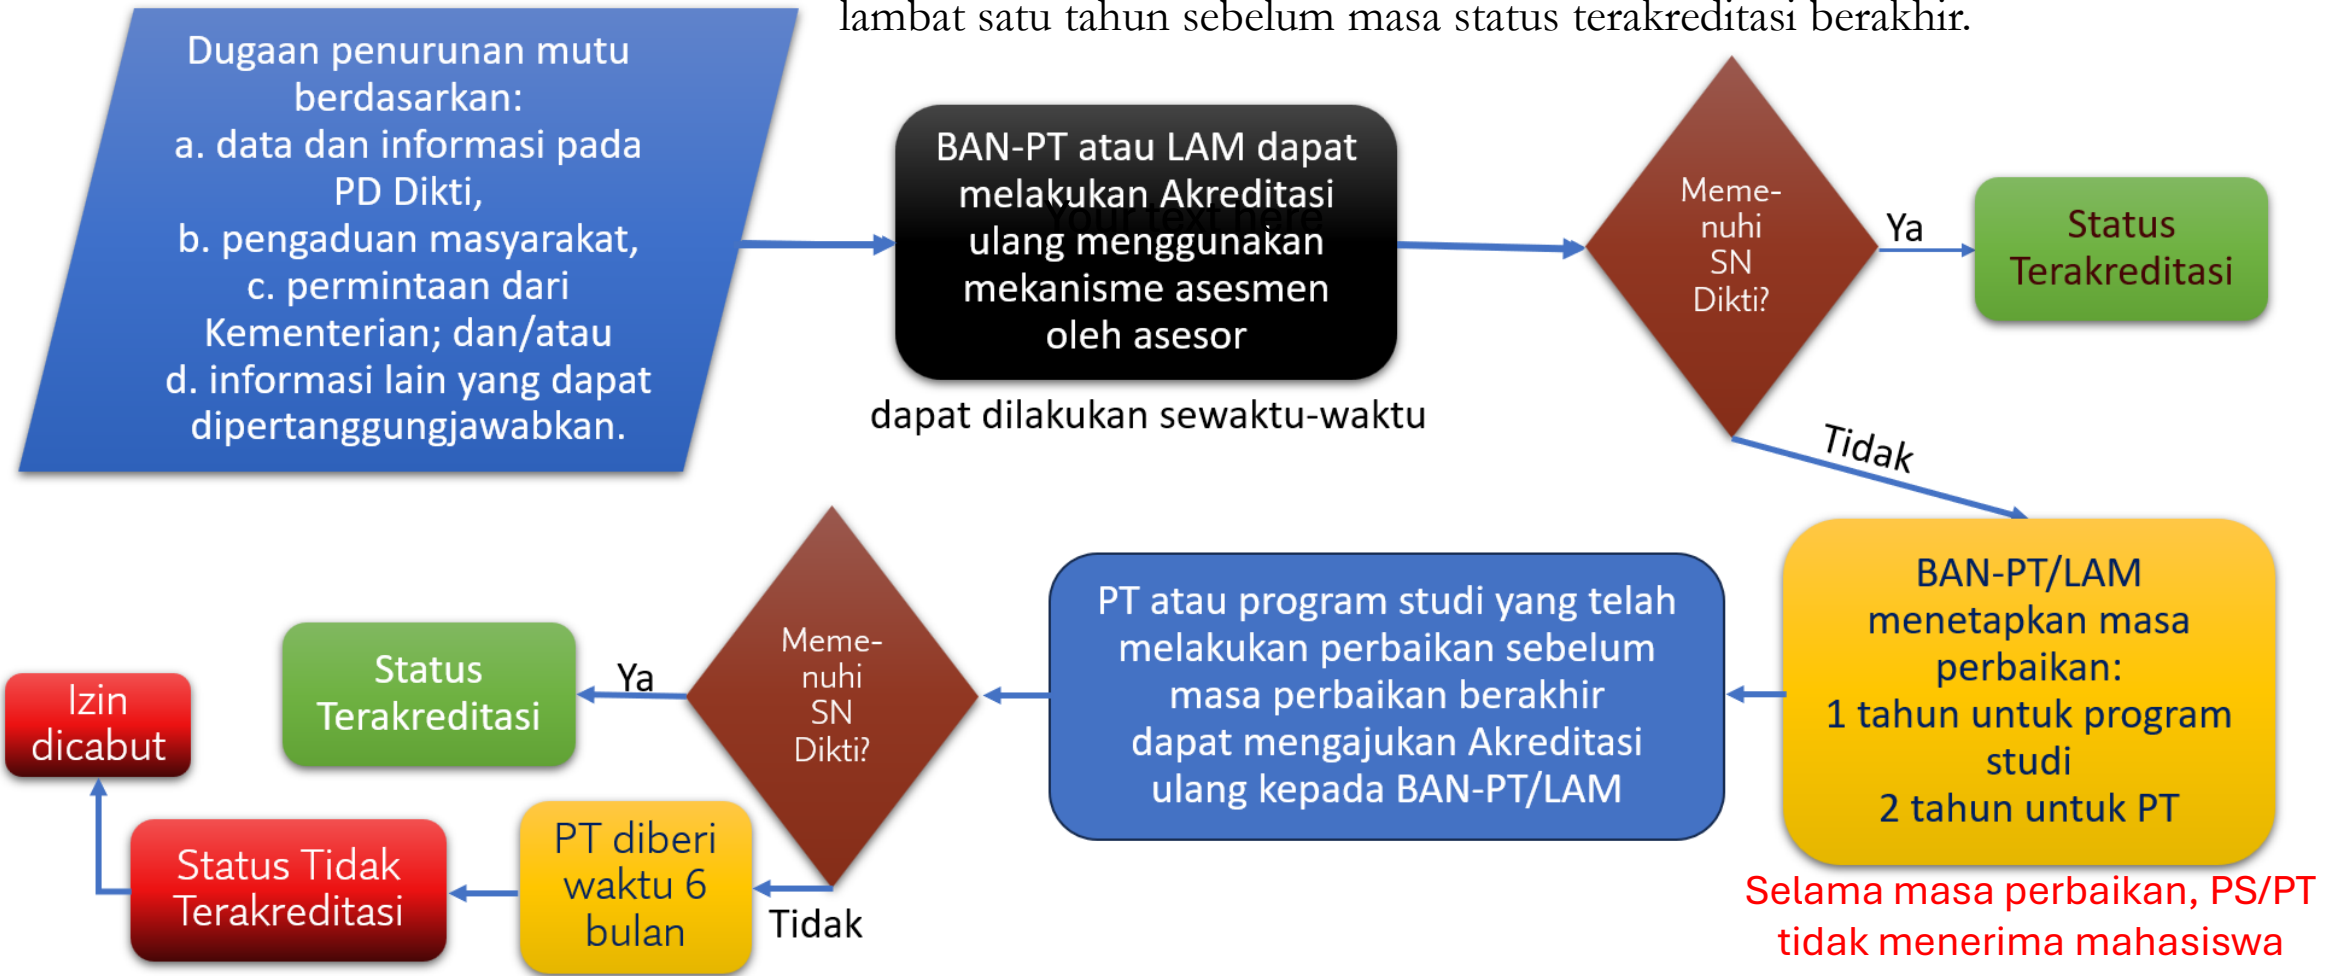 lambat satu tahun sebelum masa status terakreditasi berakhir.
Dugaan penurunan mutu
berdasarkan:
a. data dan informasi pada
PD Dikti,
b. pengaduan masyarakat,
c. permintaan dari
Kementerian; dan/atau
d. informasi lain yang dapat
dipertanggungjawabkan.
BAN-PT atau LAM dapat
melakukan Akreditasi
Your text here
ulang menggunakan
mekanisme asesmen
oleh asesor
dapat dilakukan sewaktu-waktu
Meme-
nuhi
SN
Dikti?
Ya
Status
Terakreditasi
Tidak
BAN-PT/LAM
menetapkan masa
perbaikan:
1 tahun untuk program
studi
2 tahun untuk PT
Selama masa perbaikan, PS/PT
tidak menerima mahasiswa
PT atau program studi yang telah
melakukan perbaikan sebelum
masa perbaikan berakhir
dapat mengajukan Akreditasi
ulang kepada BAN-PT/LAM
Meme-
nuhi
SN
Dikti?
Ya
Status
Terakreditasi
Tidak
PT diberi
waktu 6
bulan
Status Tidak
Terakreditasi
Izin
dicabut